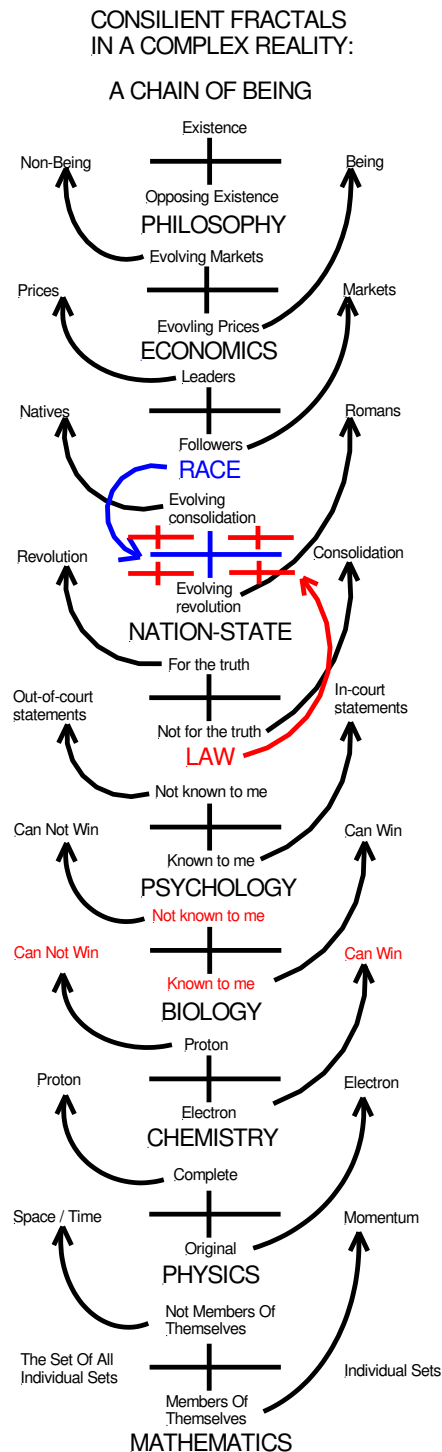 CONSILIENT FRACTALS
IN A COMPLEX REALITY:
A CHAIN OF BEING
Existence
Non-Being
Being
Opposing Existence
PHILOSOPHY
Evolving Markets
Prices
Markets
Evovling Prices
ECONOMICS
Leaders
Natives
Romans
Followers
RACE
Evolving
consolidation
Revolution
Consolidation
Evolving
revolution
NATION-STATE
For the truth
Out-of-court
statements
In-court
statements
Not for the truth
LAW
Not known to me
Can Not Win
Can Win
Known to me
PSYCHOLOGY
Not known to me
Can Not Win
Can Win
Known to me
BIOLOGY
Proton
Proton
Electron
Electron
CHEMISTRY
Complete
Space / Time
Momentum
Original
PHYSICS
Not Members Of
Themselves
The Set Of All
Individual Sets
Individual Sets
Members Of
Themselves
MATHEMATICS